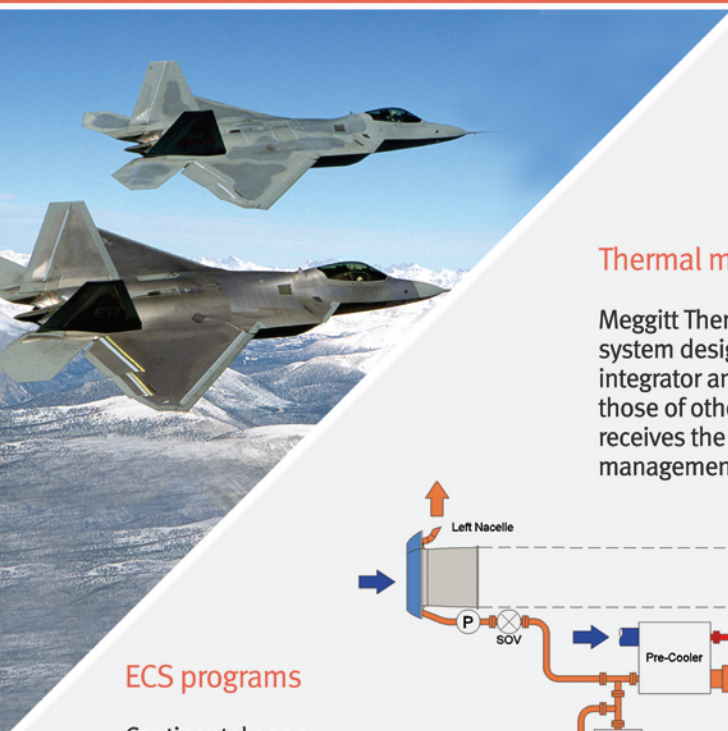 Thermal m
Meggitt Ther
system desig
integrator an
those of othe
receives the
managemen
Left Nacelle
P
SOV
Pre-Cooler
ECS programs